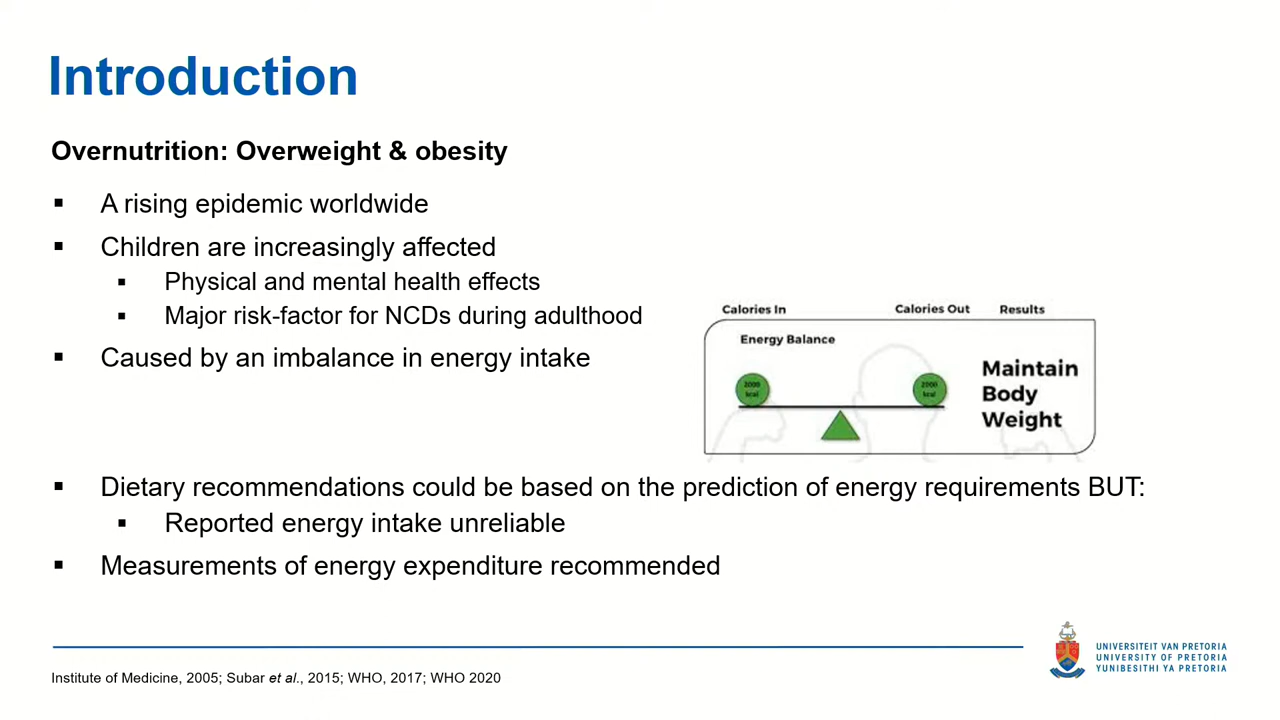 Introduction
Overnutrition: Overweight & obesity
▪ A rising epidemic worldwide
▪ Children are increasingly affected
▪ Physical and mental health effects
▪ Major risk-factor for NCDs during adulthood
▪ Caused by an imbalance in energy intake
Calories In
Calories Out
Results
Energy Balance
2000
kcal
2000
kcal
Maintain
Body
Weight
▪ Dietary recommendations could be based on the prediction of energy requirements BUT:
▪ Reported energy intake unreliable
▪ Measurements of energy expenditure recommended
Institute of Medicine, 2005; Subar et al., 2015; WHO, 2017; WHO 2020
UNIVERSITEIT VAN PRETORIA
UNIVERSITY OF PRETORIA
YUNIBESITHI YA PRETORIA